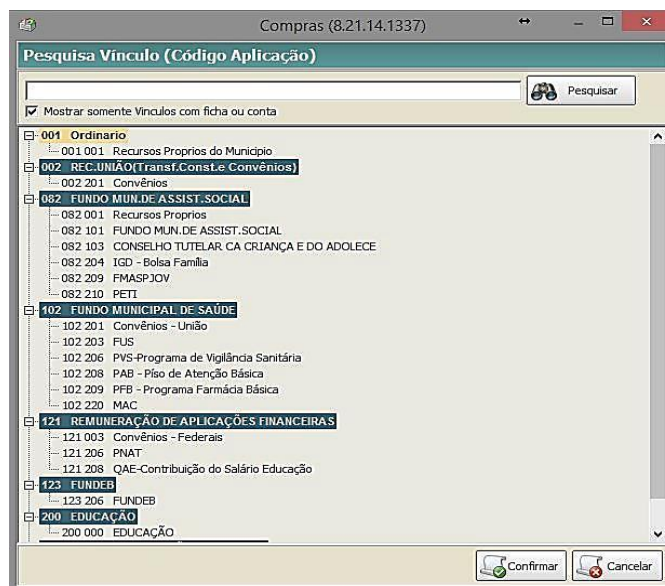 Compras (8.21.14.1337)
Pesquisa Vínculo (Código Aplicação)
Pesquisar
Mostrar somente Vinculos com ficha ou conta
001 Ordinario
001 001 Recursos Proprios do Municipio
002 REC.UNIÃO(Transf.Const.e Convênios)
002 201 Convênios
082 FUNDO MUN.DE ASSIST.SOCIAL
082 001 Recursos Proprios
082 101 FUNDO MUN.DE ASSIST.SOCIAL
082 103 CONSELHO TUTELAR CA CRIANÇA E DO ADOLECE
082 204 IGD - Bolsa Família
082 209 FMASPJOV
082 210 PETI
102 FUNDO MUNICIPAL DE SAÚDE
102 201 Convênios - União
102 203 FUS
102 206 PVS-Programa de Vigilância Sanitária
102 208 PAB - Píso de Atenção Básica
102 209 PFB - Programa Farmácia Básica
102 220 MAC
121 REMUNERAÇÃO DE APLICAÇÕES FINANCEIRAS
121 003 Convênios - Federais
121 206 PNAT
121 208 QAE-Contribuição do Salário Educação
123 FUNDEB
123 206 FUNDEB
200 EDUCAÇÃO
200 000 EDUCAÇÃO
Confirmar Cancelar